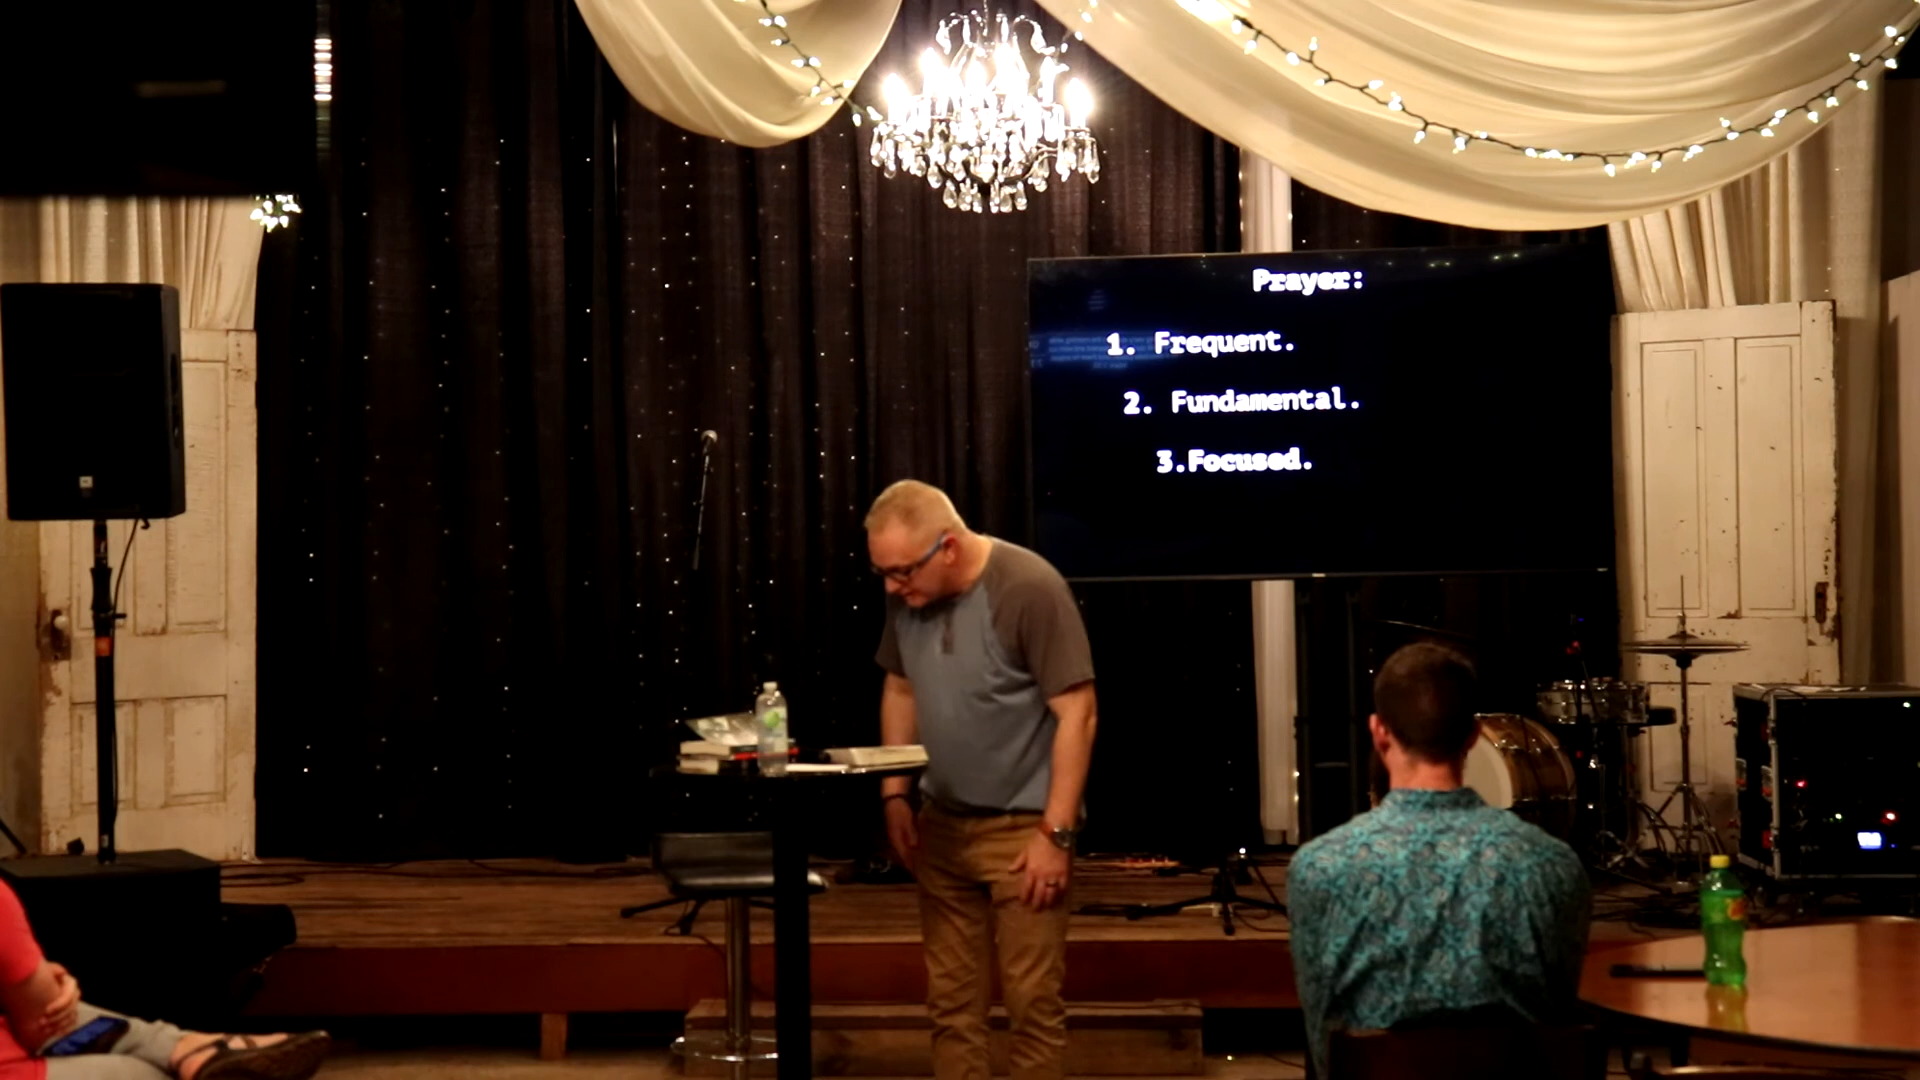 Prayer:
1. Frequent.
2. Fundamental.
3.Focused.